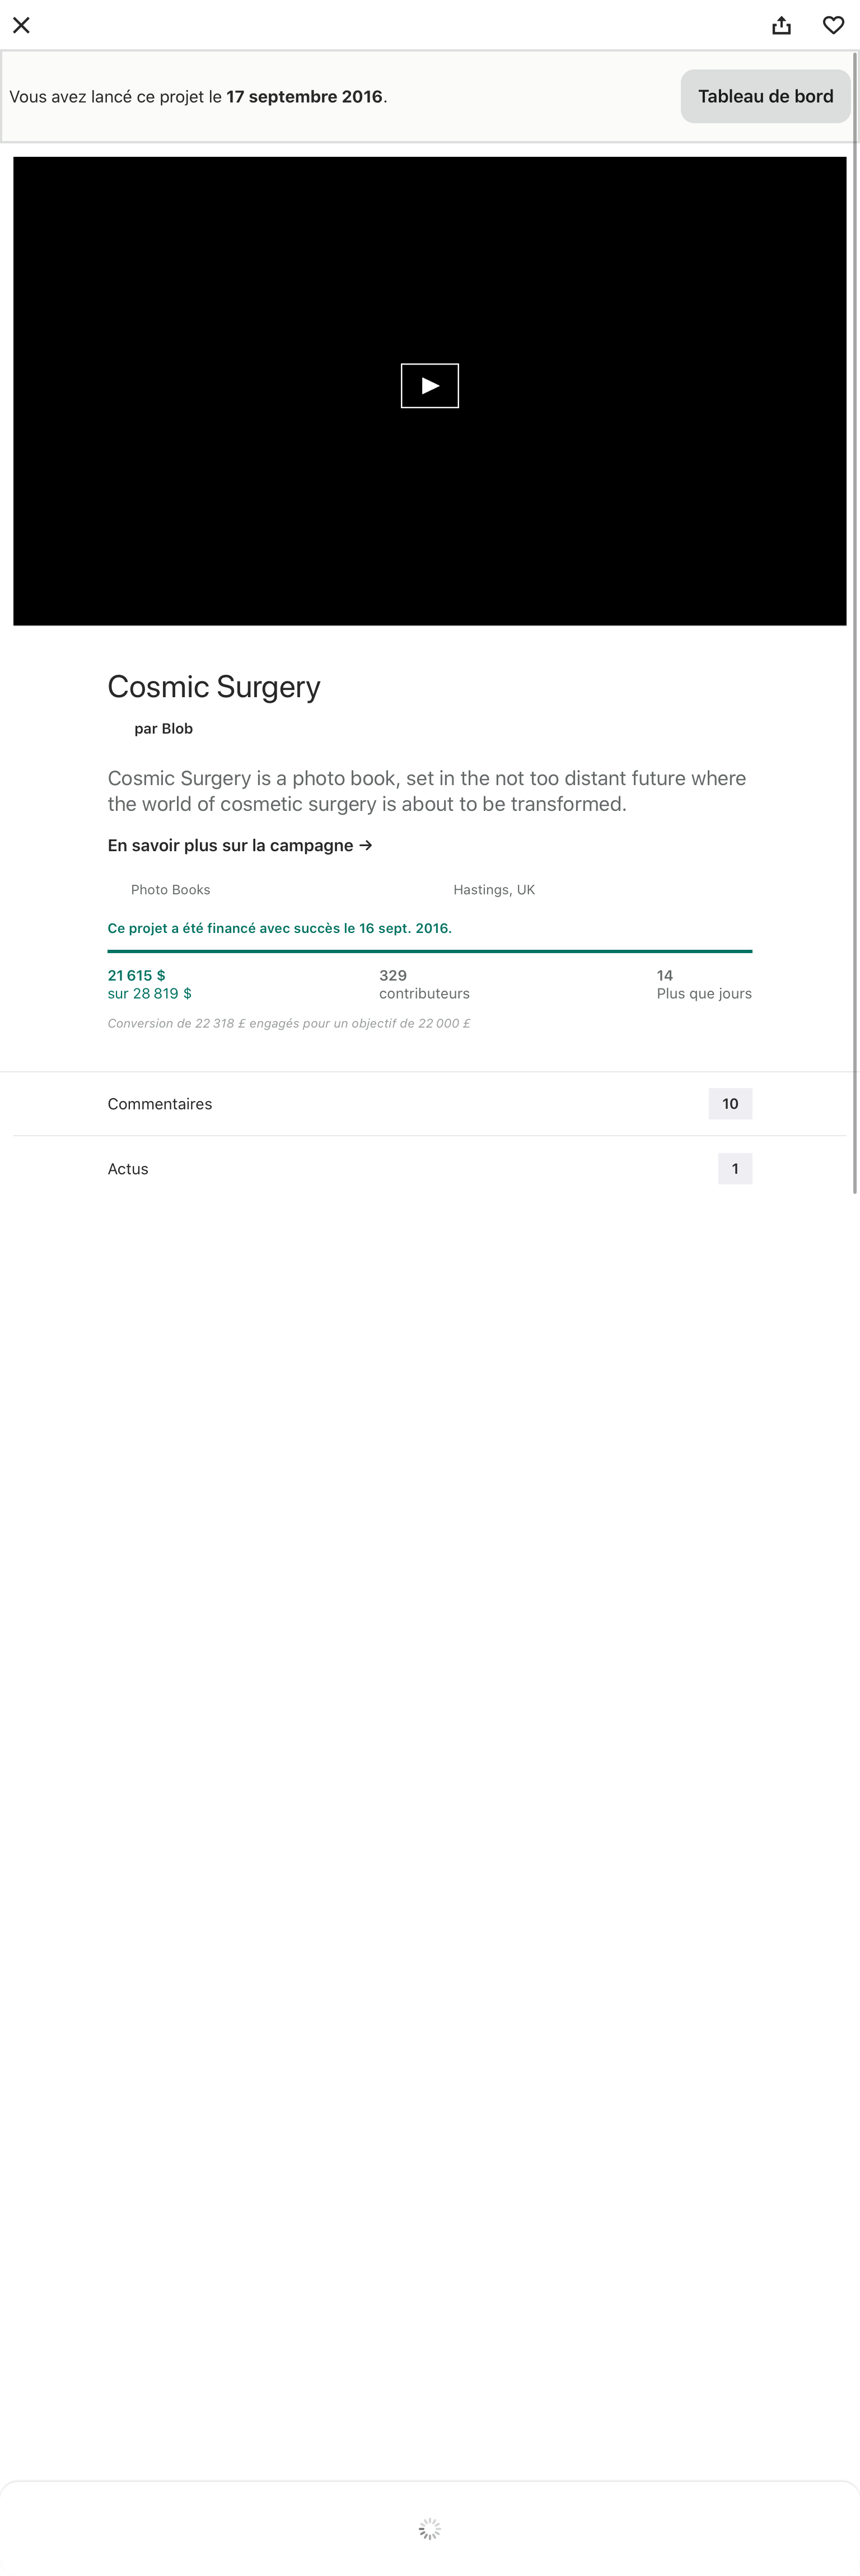 Vous avez lancé ce projet le 17 septembre 2016.
Tableau de bord
Cosmic Surgery
par Blob
Cosmic Surgery is a photo book, set in the not too distant future where
the world of cosmetic surgery is about to be transformed.
En savoir plus sur la campagne →
Photo Books
Hastings, UK
Ce projet a été financé avec succès le 16 sept. 2016.
21 615 $
sur 28 819 $
329
contributeurs
14
Plus que jours
Conversion de 22 318 £ engagés pour un objectif de 22 000 £
Commentaires
10
Actus
1